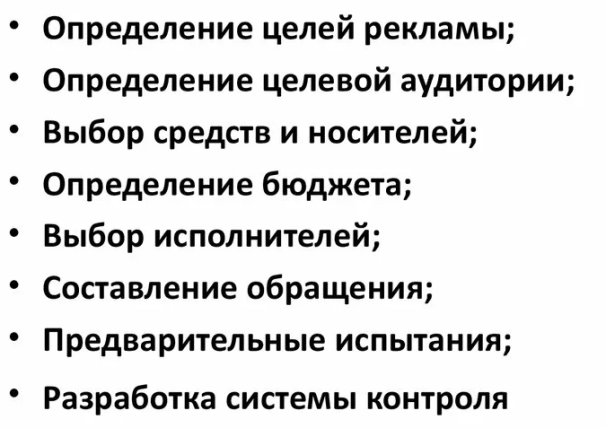 • Определение целей рекламы;
• Определение целевой аудитории;
• Выбор средств и носителей;
• Определение бюджета;
• Выбор исполнителей;
• Составление обращения;
• Предварительные испытания;
• Разработка системы контроля